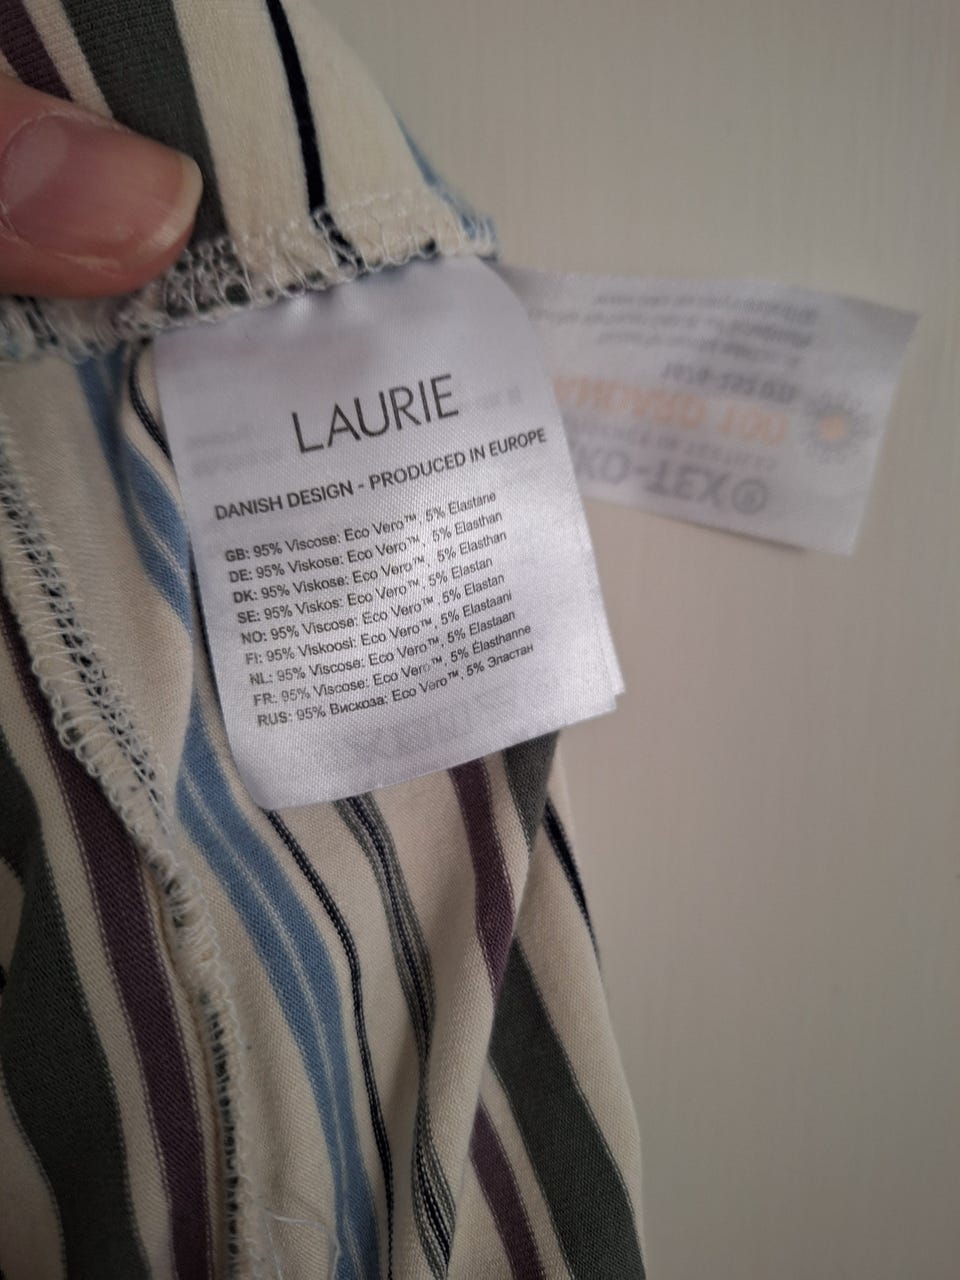 LAURIE
DANISH DESIGN - PRODUCED IN EUROPE
GB: 95% Viscose: Eco Vero™, 5% Elastane
DE: 95% Viskose: Eco Vero™, 5% Elasthan
DK: 95% Viskose: Eco Vero™, 5% Elasthan
SE: 95% Viskos: Eco Vero™, 5% Elastan
NO: 95% Viscose: Eco Vero™, 5% Elastan
FI: 95% Viskoosi: Eco Vero™, 5% Elastaani
NL: 95% Viscose: Eco Vero™, 5% Elastaan
FR: 95% Viscose: Eco Vero™, 5% Élasthanne
RUS: 95% Вискоза: Eco Vero™, 5% Эластан
KO-TEX®